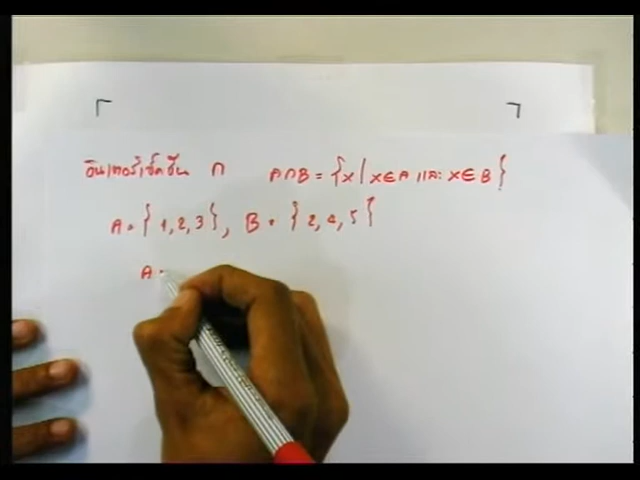 อินเตอร์เซคชัน ∩ A∩B = {x | x∈A และ x∈B}
A = {1,2,3}, B = {2,4,5}
A